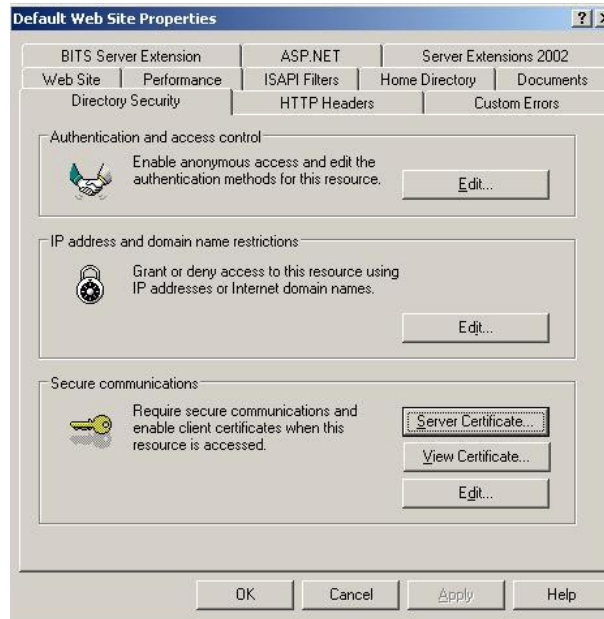 Default Web Site Properties
BITS Server Extension ASP.NET Server Extensions 2002
Web Site Performance ISAPI Filters Home Directory Documents
Directory Security HTTP Headers Custom Errors
Authentication and access control
Enable anonymous access and edit the
authentication methods for this resource.
Edit...
IP address and domain name restrictions
Grant or deny access to this resource using
IP addresses or Internet domain names.
Edit...
Secure communications
Require secure communications and
enable client certificates when this
resource is accessed.
Server Certificate...
View Certificate...
Edit...
OK Cancel Apply Help